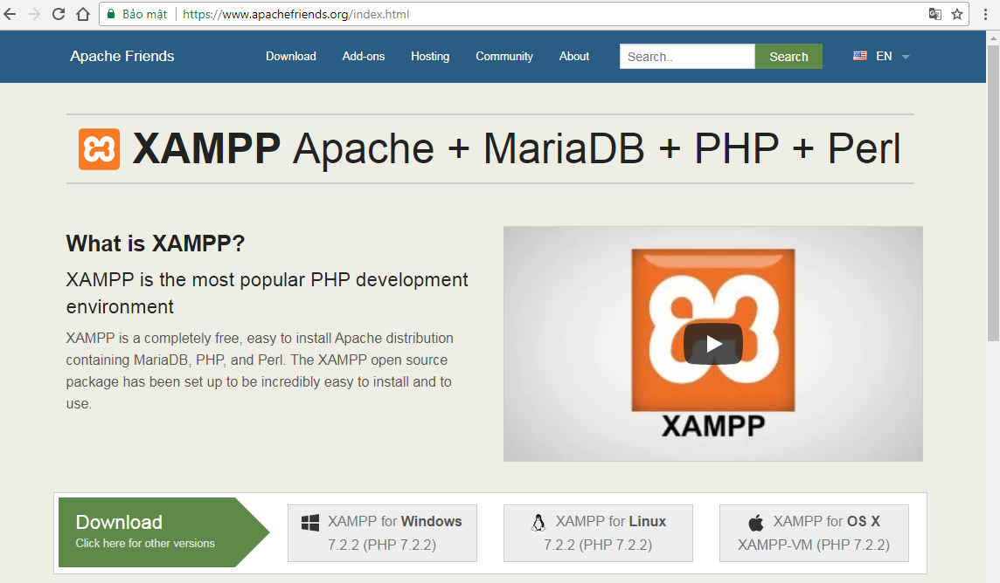 Bảo mật https://www.apachefriends.org/index.html
Apache Friends Download Add-ons Hosting Community About Search.. Search EN
XAMPP Apache + MariaDB + PHP + Perl
What is XAMPP?
XAMPP is the most popular PHP development
environment
XAMPP is a completely free, easy to install Apache distribution
containing MariaDB, PHP, and Perl. The XAMPP open source
package has been set up to be incredibly easy to install and to
use.
XAMPP
Download
Click here for other versions
XAMPP for Windows
7.2.2 (PHP 7.2.2)
XAMPP for Linux
7.2.2 (PHP 7.2.2)
XAMPP for OS X
XAMPP-VM (PHP 7.2.2)